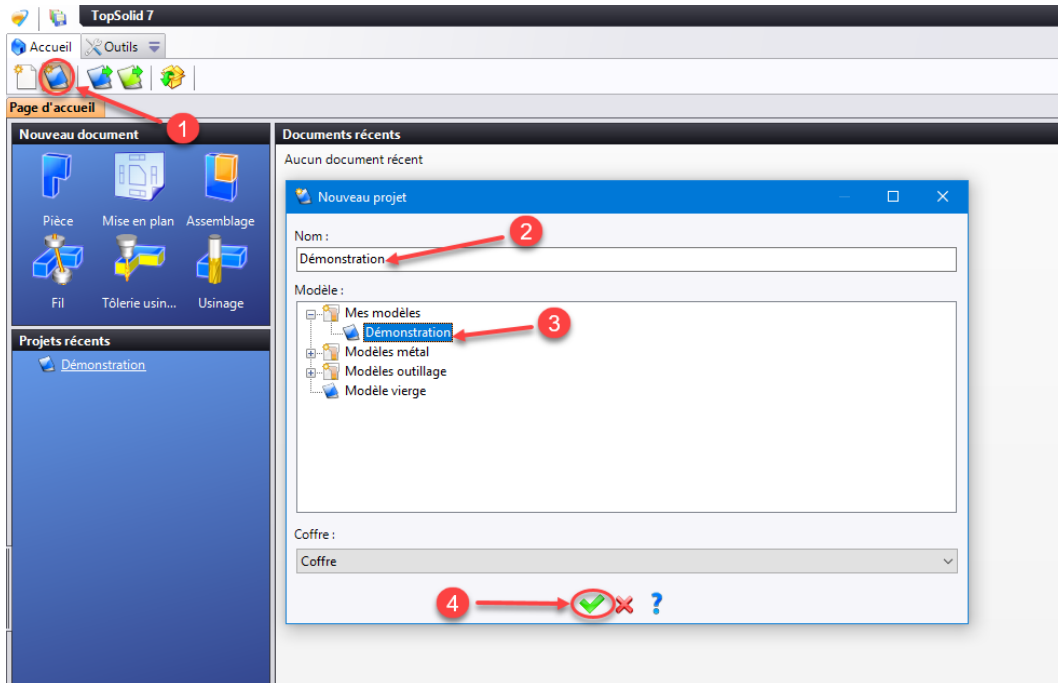 TopSolid 7
Accueil Outils
Page d'accueil
1
Nouveau document
Pièce Mise en plan Assemblage
Fil Tôlerie usin... Usinage
Projets récents
Démonstration
Documents récents
Aucun document récent
Nouveau projet
Nom :
2
Démonstration
Modèle :
Mes modèles
3
Démonstration
Modèles métal
Modèles outillage
Modèle vierge
Coffre :
Coffre
4
?